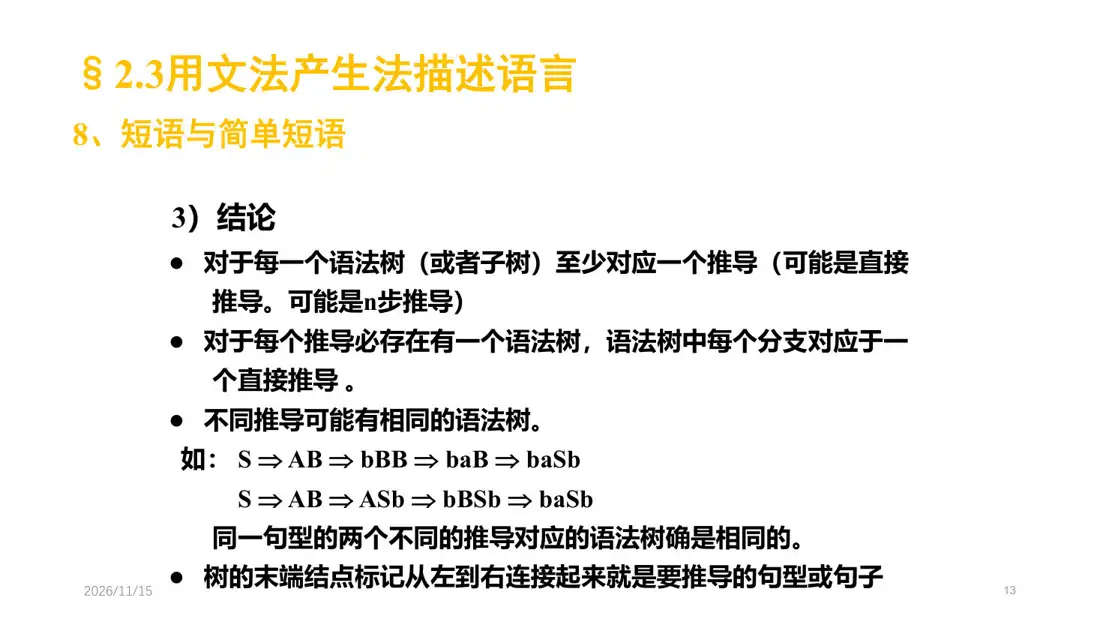 §2.3用文法产生法描述语言
8、短语与简单短语
3）结论
● 对于每一个语法树（或者子树）至少对应一个推导（可能是直接
推导。可能是n步推导）
● 对于每个推导必存在有一个语法树，语法树中每个分支对应于一
个直接推导 。
● 不同推导可能有相同的语法树。
如： S ⇒ AB ⇒ bBB ⇒ baB ⇒ baSb
S ⇒ AB ⇒ ASb ⇒ bBSb ⇒ baSb
同一句型的两个不同的推导对应的语法树确是相同的。
● 树的末端结点标记从左到右连接起来就是要推导的句型或句子
2026/11/15
13